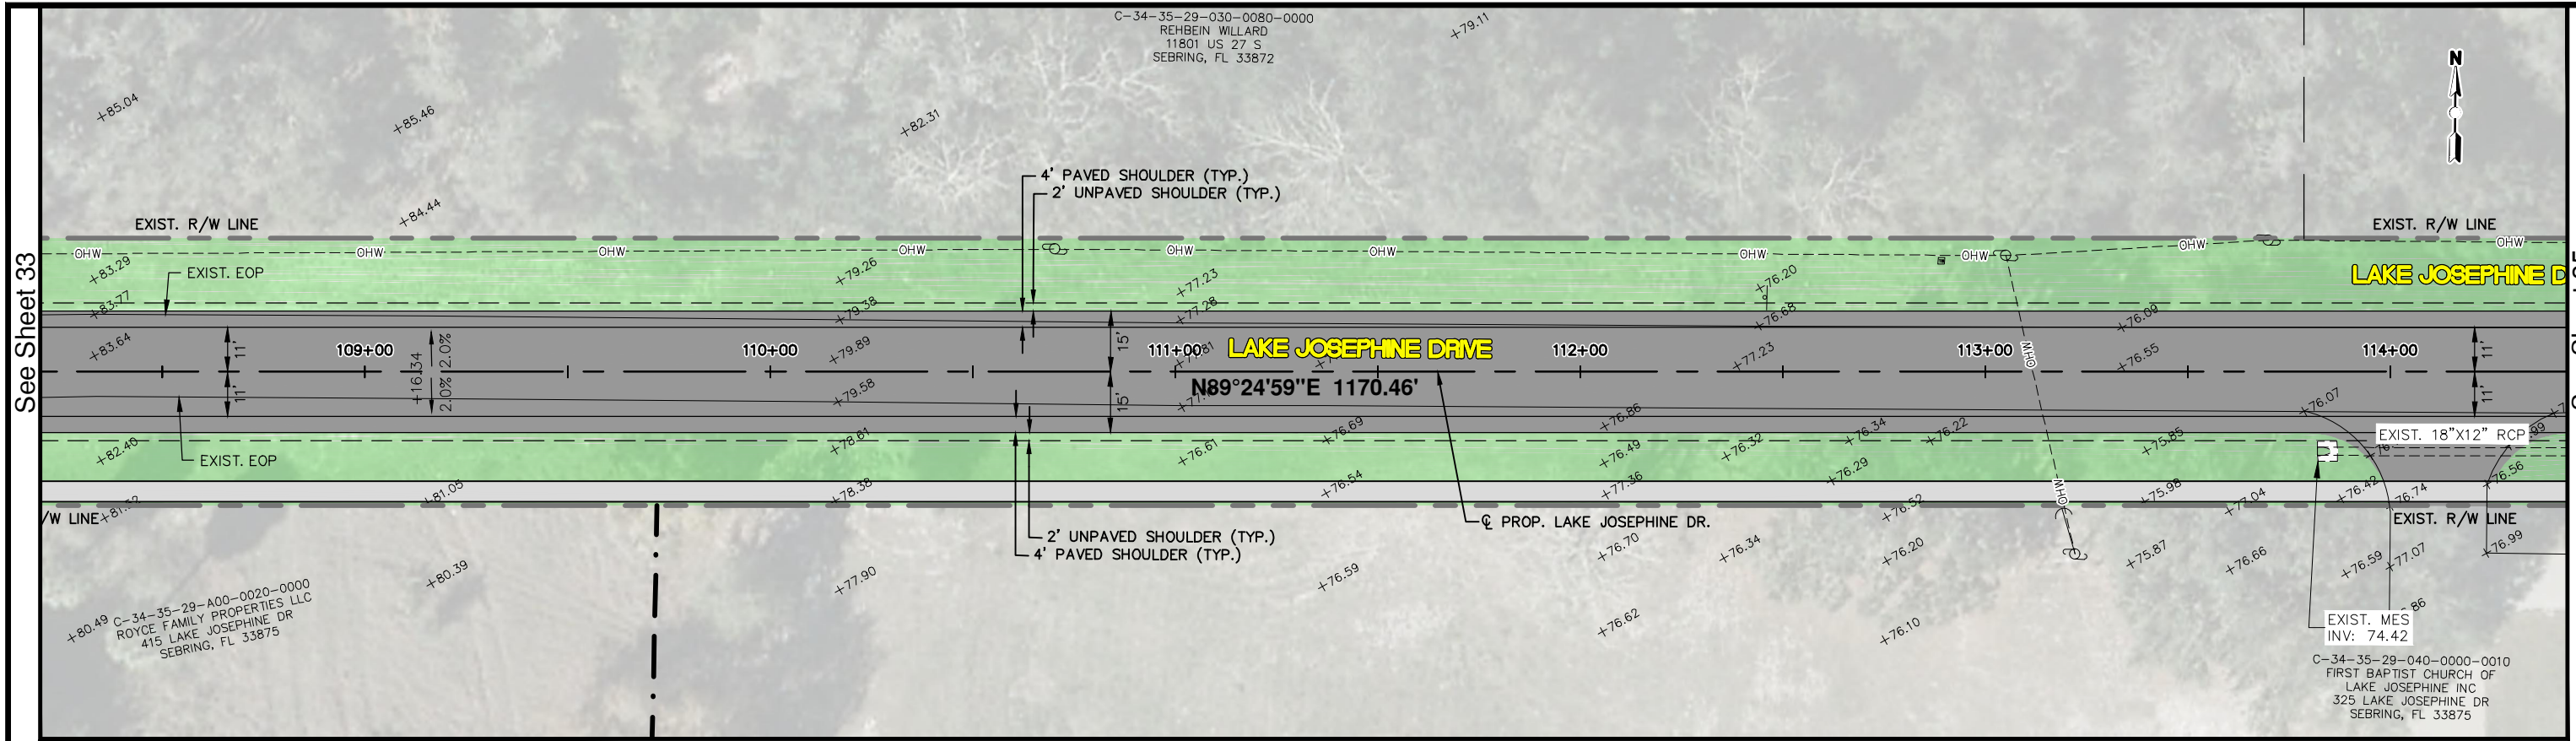 C-34-35-29-030-0080-0000
REHBEIN WILLARD
11801 US 27 S
SEBRING, FL 33872
+79.11
N
+85.04
+85.46
+82.31
4' PAVED SHOULDER (TYP.)
2' UNPAVED SHOULDER (TYP.)
+84.44
EXIST. R/W LINE
EXIST. R/W LINE
OHW
OHW
OHW
OHW
OHW
OHW
OHW
OHW
OHW
OHW
+83.29
EXIST. EOP
+79.26
+77.23
+76.20
LAKE JOSEPHINE D
See Sheet 33
+83.77
+79.38
+77.28
+76.68
+76.09
+83.64
11'
109+00
+16.34
2.0%
2.0%
110+00
+79.89
15'
111+00
LAKE JOSEPHINE DRIVE
112+00
+77.23
113+00
OHW
+76.55
114+00
11'
11'
+79.58
15'
N89°24'59"E 1170.46'
11'
+76.07
+82.40
EXIST. EOP
+78.61
+76.61
+76.69
+76.86
+76.49
+76.32
+76.34
+76.22
+75.85
EXIST. 18"X12" RCP
+81.05
+78.38
+76.54
+77.36
+76.29
OHW
+75.98
+76.56
/W LINE
+76.52
+77.04
+76.42
+76.74
EXIST. R/W LINE
℄ PROP. LAKE JOSEPHINE DR.
2' UNPAVED SHOULDER (TYP.)
4' PAVED SHOULDER (TYP.)
+80.39
+77.90
+76.59
+76.70
+76.34
+76.20
+75.87
+76.66
+76.59
+77.07
+76.99
+80.49
C-34-35-29-A00-0020-0000
ROYCE FAMILY PROPERTIES LLC
415 LAKE JOSEPHINE DR
SEBRING, FL 33875
+76.62
+76.10
EXIST. MES
INV: 74.42
C-34-35-29-040-0000-0010
FIRST BAPTIST CHURCH OF
LAKE JOSEPHINE INC
325 LAKE JOSEPHINE DR
SEBRING, FL 33875